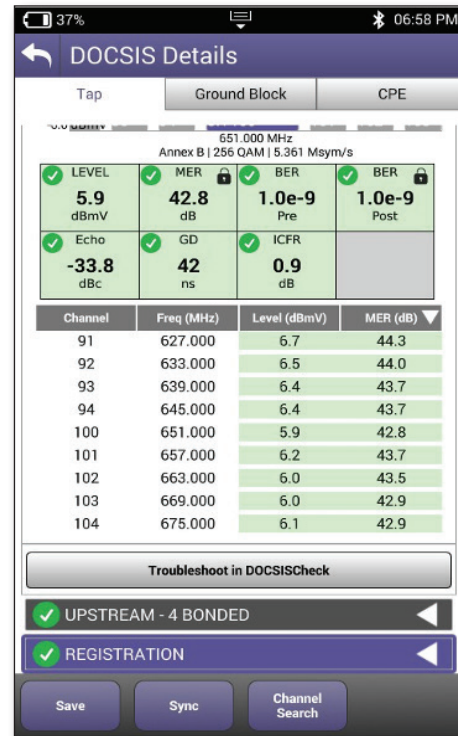 37% 06:58 PM
DOCSIS Details
Tap Ground Block CPE
651.000 MHz
Annex B | 256 QAM | 5.361 Msym/s
LEVEL MER BER BER
5.9 42.8 1.0e-9 1.0e-9
dBmV dB Pre Post
Echo GD ICFR
-33.8 42 0.9
dBc ns dB
Channel Freq (MHz) Level (dBmV) MER (dB)
91 627.000 6.7 44.3
92 633.000 6.5 44.0
93 639.000 6.4 43.7
94 645.000 6.4 43.7
100 651.000 5.9 42.8
101 657.000 6.2 43.7
102 663.000 6.0 43.5
103 669.000 6.0 42.9
104 675.000 6.1 42.9
Troubleshoot in DOCSISCheck
UPSTREAM - 4 BONDED
REGISTRATION
Save Sync Channel
Search